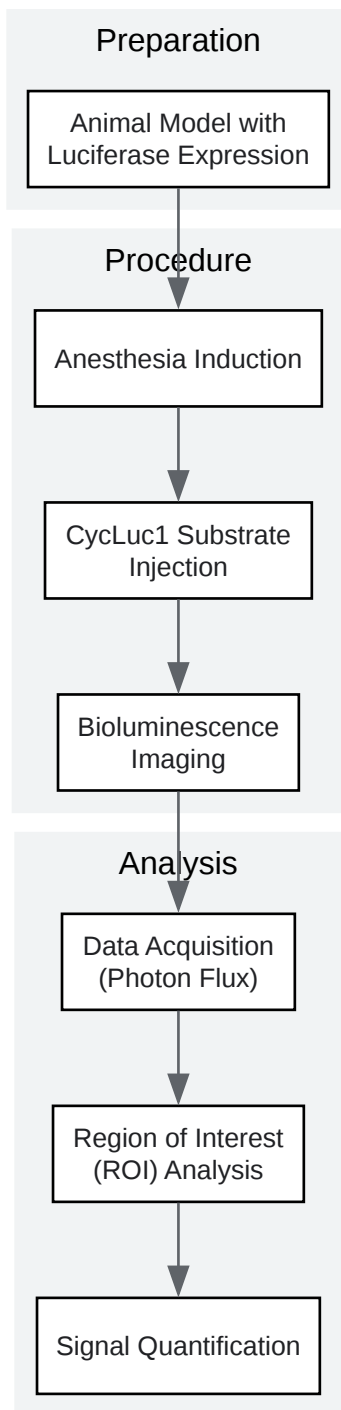 Preparation
Animal Model with
Luciferase Expression
Procedure
Anesthesia Induction
CycLuc1 Substrate
Injection
Bioluminescence
Imaging
Analysis
Data Acquisition
(Photon Flux)
Region of Interest
(ROI) Analysis
Signal Quantification